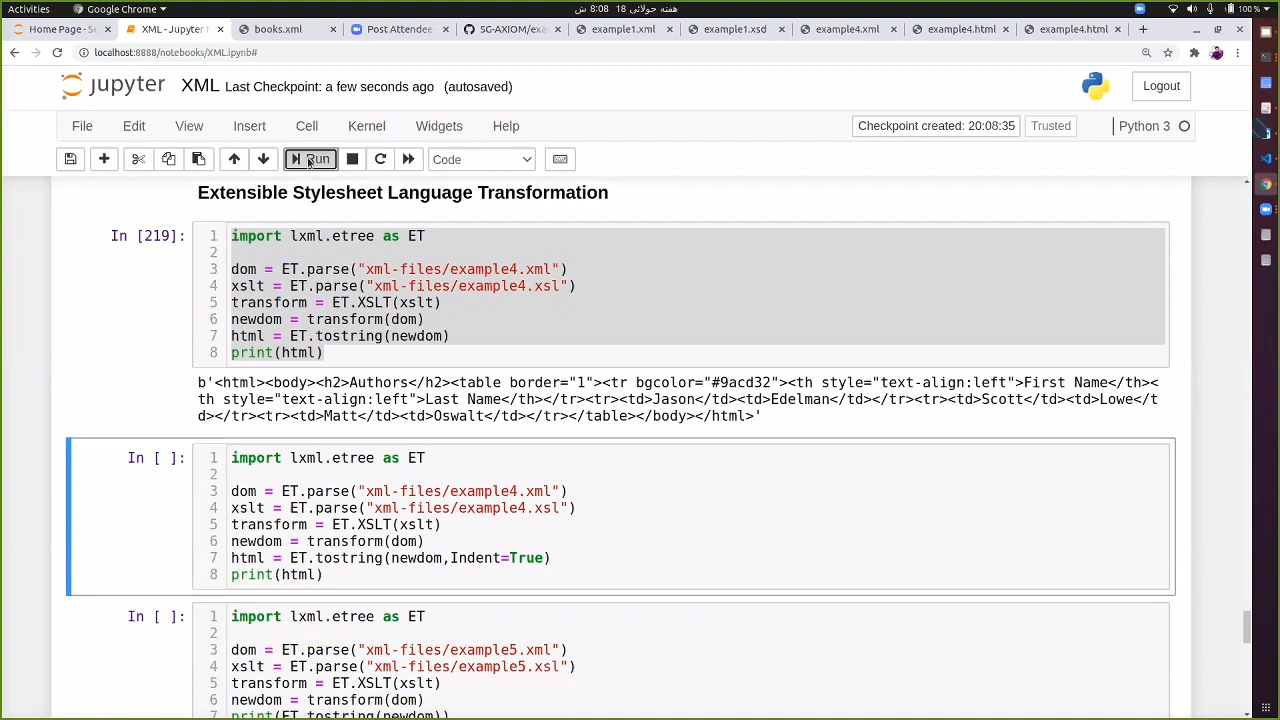 Activities
Google Chrome
هفته جولائی 18  8:08 ش
100 %
Home Page - S
XML - Jupyter
books.xml
Post Attendee
5G-AXIOM/exa
example1.xml
example1.xsd
example4.xml
example4.html
example4.html
localhost:8888/notebooks/XML.ipynb#
jupyter XML Last Checkpoint: a few seconds ago (autosaved)
Logout
File Edit View Insert Cell Kernel Widgets Help
Checkpoint created: 20:08:35
Trusted
Python 3
Run
Code
Extensible Stylesheet Language Transformation
In [219]:
1 import lxml.etree as ET
2
3 dom = ET.parse("xml-files/example4.xml")
4 xslt = ET.parse("xml-files/example4.xsl")
5 transform = ET.XSLT(xslt)
6 newdom = transform(dom)
7 html = ET.tostring(newdom)
8 print(html)
b'<html><body><h2>Authors</h2><table border="1"><tr bgcolor="#9acd32"><th style="text-align:left">First Name</th><
th style="text-align:left">Last Name</th></tr><tr><td>Jason</td><td>Edelman</td></tr><tr><td>Scott</td><td>Lowe</t
d></tr><tr><td>Matt</td><td>Oswalt</td></tr></table></body></html>'
In [ ]:
1 import lxml.etree as ET
2
3 dom = ET.parse("xml-files/example4.xml")
4 xslt = ET.parse("xml-files/example4.xsl")
5 transform = ET.XSLT(xslt)
6 newdom = transform(dom)
7 html = ET.tostring(newdom,Indent=True)
8 print(html)
In [ ]:
1 import lxml.etree as ET
2
3 dom = ET.parse("xml-files/example5.xml")
4 xslt = ET.parse("xml-files/example5.xsl")
5 transform = ET.XSLT(xslt)
6 newdom = transform(dom)
7 print(ET.tostring(newdom))